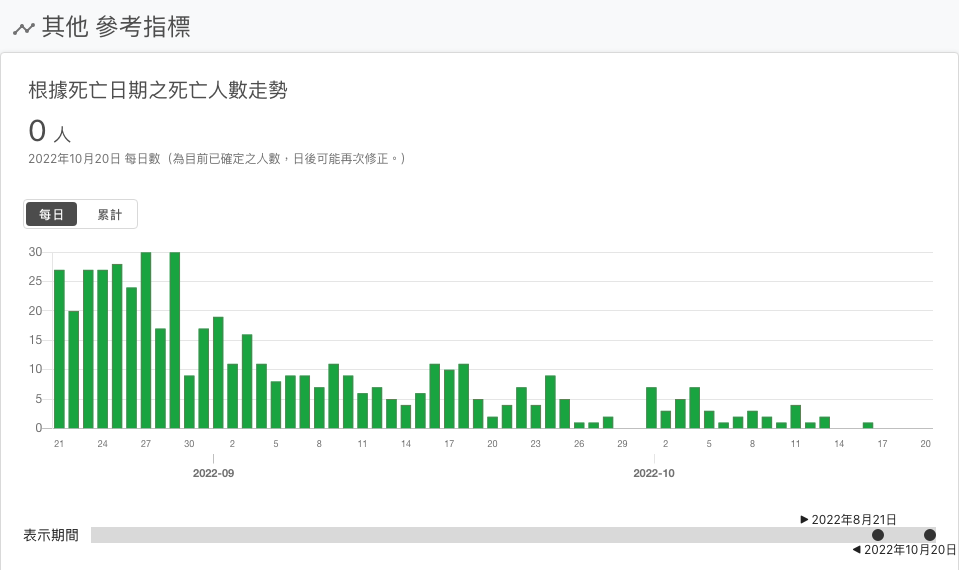 其他 參考指標
根據死亡日期之死亡人數走勢
0 人
2022年10月20日 每日數（為目前已確定之人數，日後可能再次修正。）
每日 累計
30
25
20
15
10
5
0
21 24 27 30 2 5 8 11 14 17 20 23 26 29 2 5 8 11 14 17 20
2022-09 2022-10
▶ 2022年8月21日
表示期間
◀ 2022年10月20日